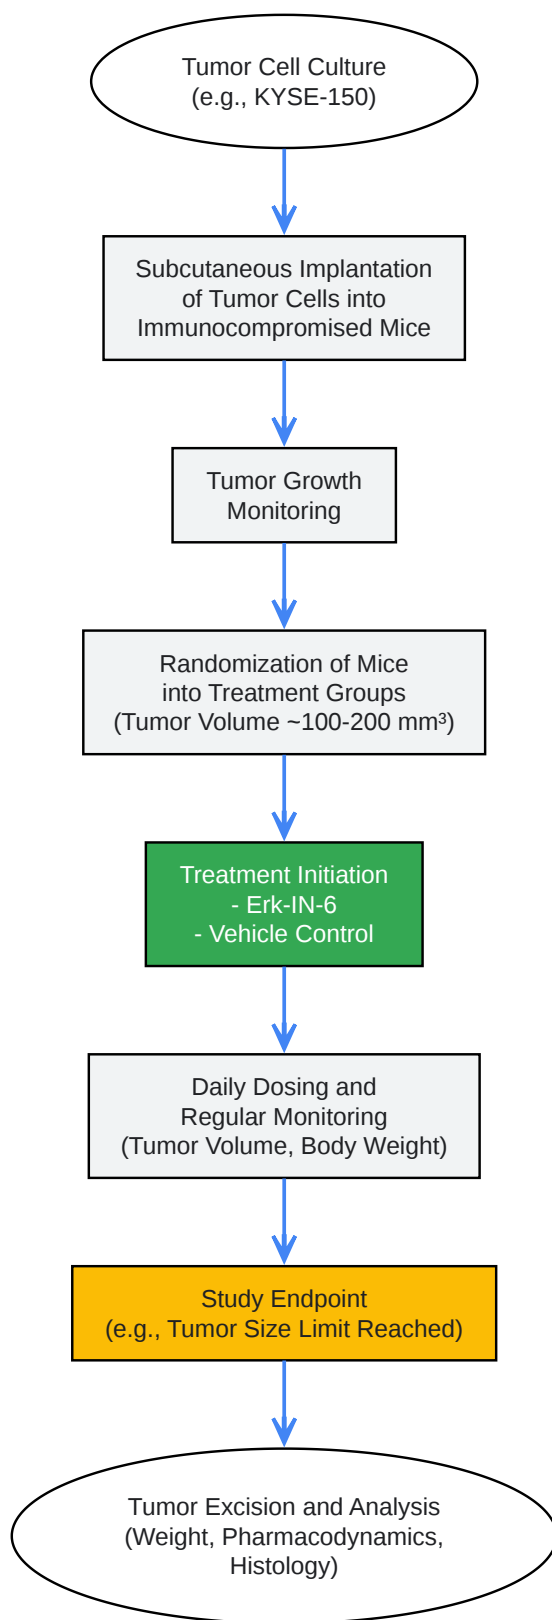 Tumor Cell Culture
(e.g., KYSE-150)
Subcutaneous Implantation
of Tumor Cells into
Immunocompromised Mice
Tumor Growth
Monitoring
Randomization of Mice
into Treatment Groups
(Tumor Volume ~100-200 mm³)
Treatment Initiation
- Erk-IN-6
- Vehicle Control
Daily Dosing and
Regular Monitoring
(Tumor Volume, Body Weight)
Study Endpoint
(e.g., Tumor Size Limit Reached)
Tumor Excision and Analysis
(Weight, Pharmacodynamics,
Histology)